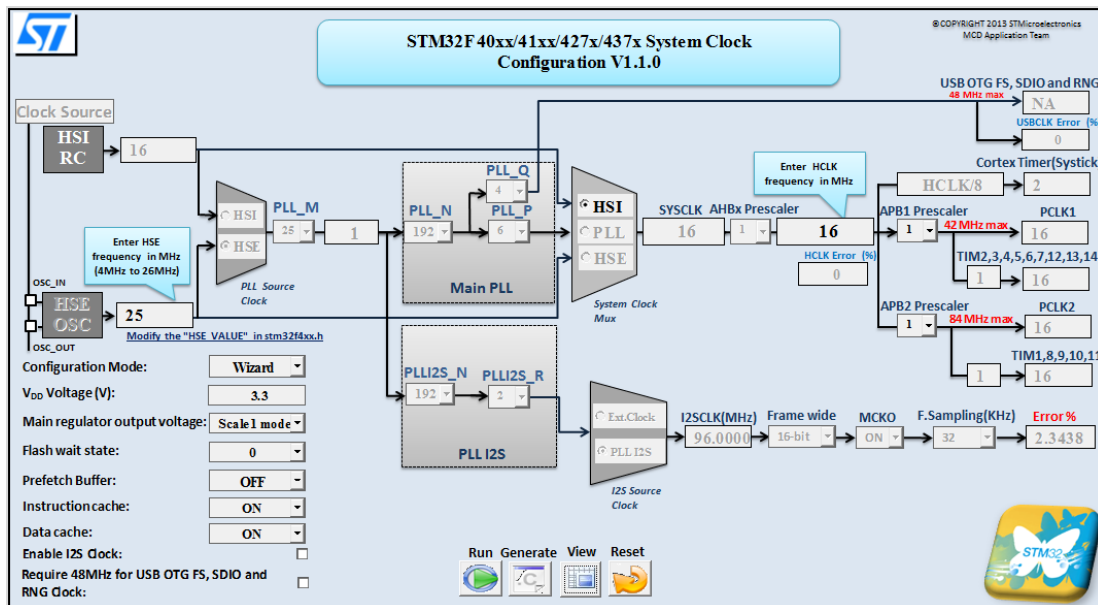 ST
STM32F40xx/41xx/427x/437x System Clock
Configuration V1.1.0
©COPYRIGHT 2013 STMicroelectronics
MCD Application Team
USB OTG FS, SDIO and RNG
48 MHz max
NA
USBCLK Error (%
0
Clock Source
HSI
RC
16
Cortex Timer(Systick
HCLK/8
2
Enter HCLK
frequency in MHz
PLL_Q
4
PLL_M
25
1
PLL_N
192
PLL_P
6
Main PLL
HSI
HSE
PLL Source
Clock
HSI
PLL
HSE
System Clock
Mux
SYSCLK
16
AHBx Prescaler
1
16
HCLK Error (%)
0
APB1 Prescaler
1
42 MHz max
PCLK1
16
TIM2,3,4,5,6,7,12,13,14
1
16
APB2 Prescaler
1
84 MHz max
PCLK2
16
TIM1,8,9,10,11
1
16
Enter HSE
frequency in MHz
(4MHz to 26MHz)
OSC_IN
HSE
OSC
OSC_OUT
25
Modify the "HSE_VALUE" in stm32f4xx.h
PLLI2S_N
192
PLLI2S_R
2
PLL I2S
Ext.Clock
PLL I2S
I2S Source
Clock
I2SCLK(MHz)
96.0000
Frame wide
16-bit
MCKO
ON
F.Sampling(KHz)
32
Error %
2.3438
Configuration Mode:
Wizard
VDD Voltage (V):
3.3
Main regulator output voltage:
Scale1 mode
Flash wait state:
0
Prefetch Buffer:
OFF
Instruction cache:
ON
Data cache:
ON
Enable I2S Clock:
Require 48MHz for USB OTG FS, SDIO and
RNG Clock:
Run Generate View Reset
STM32